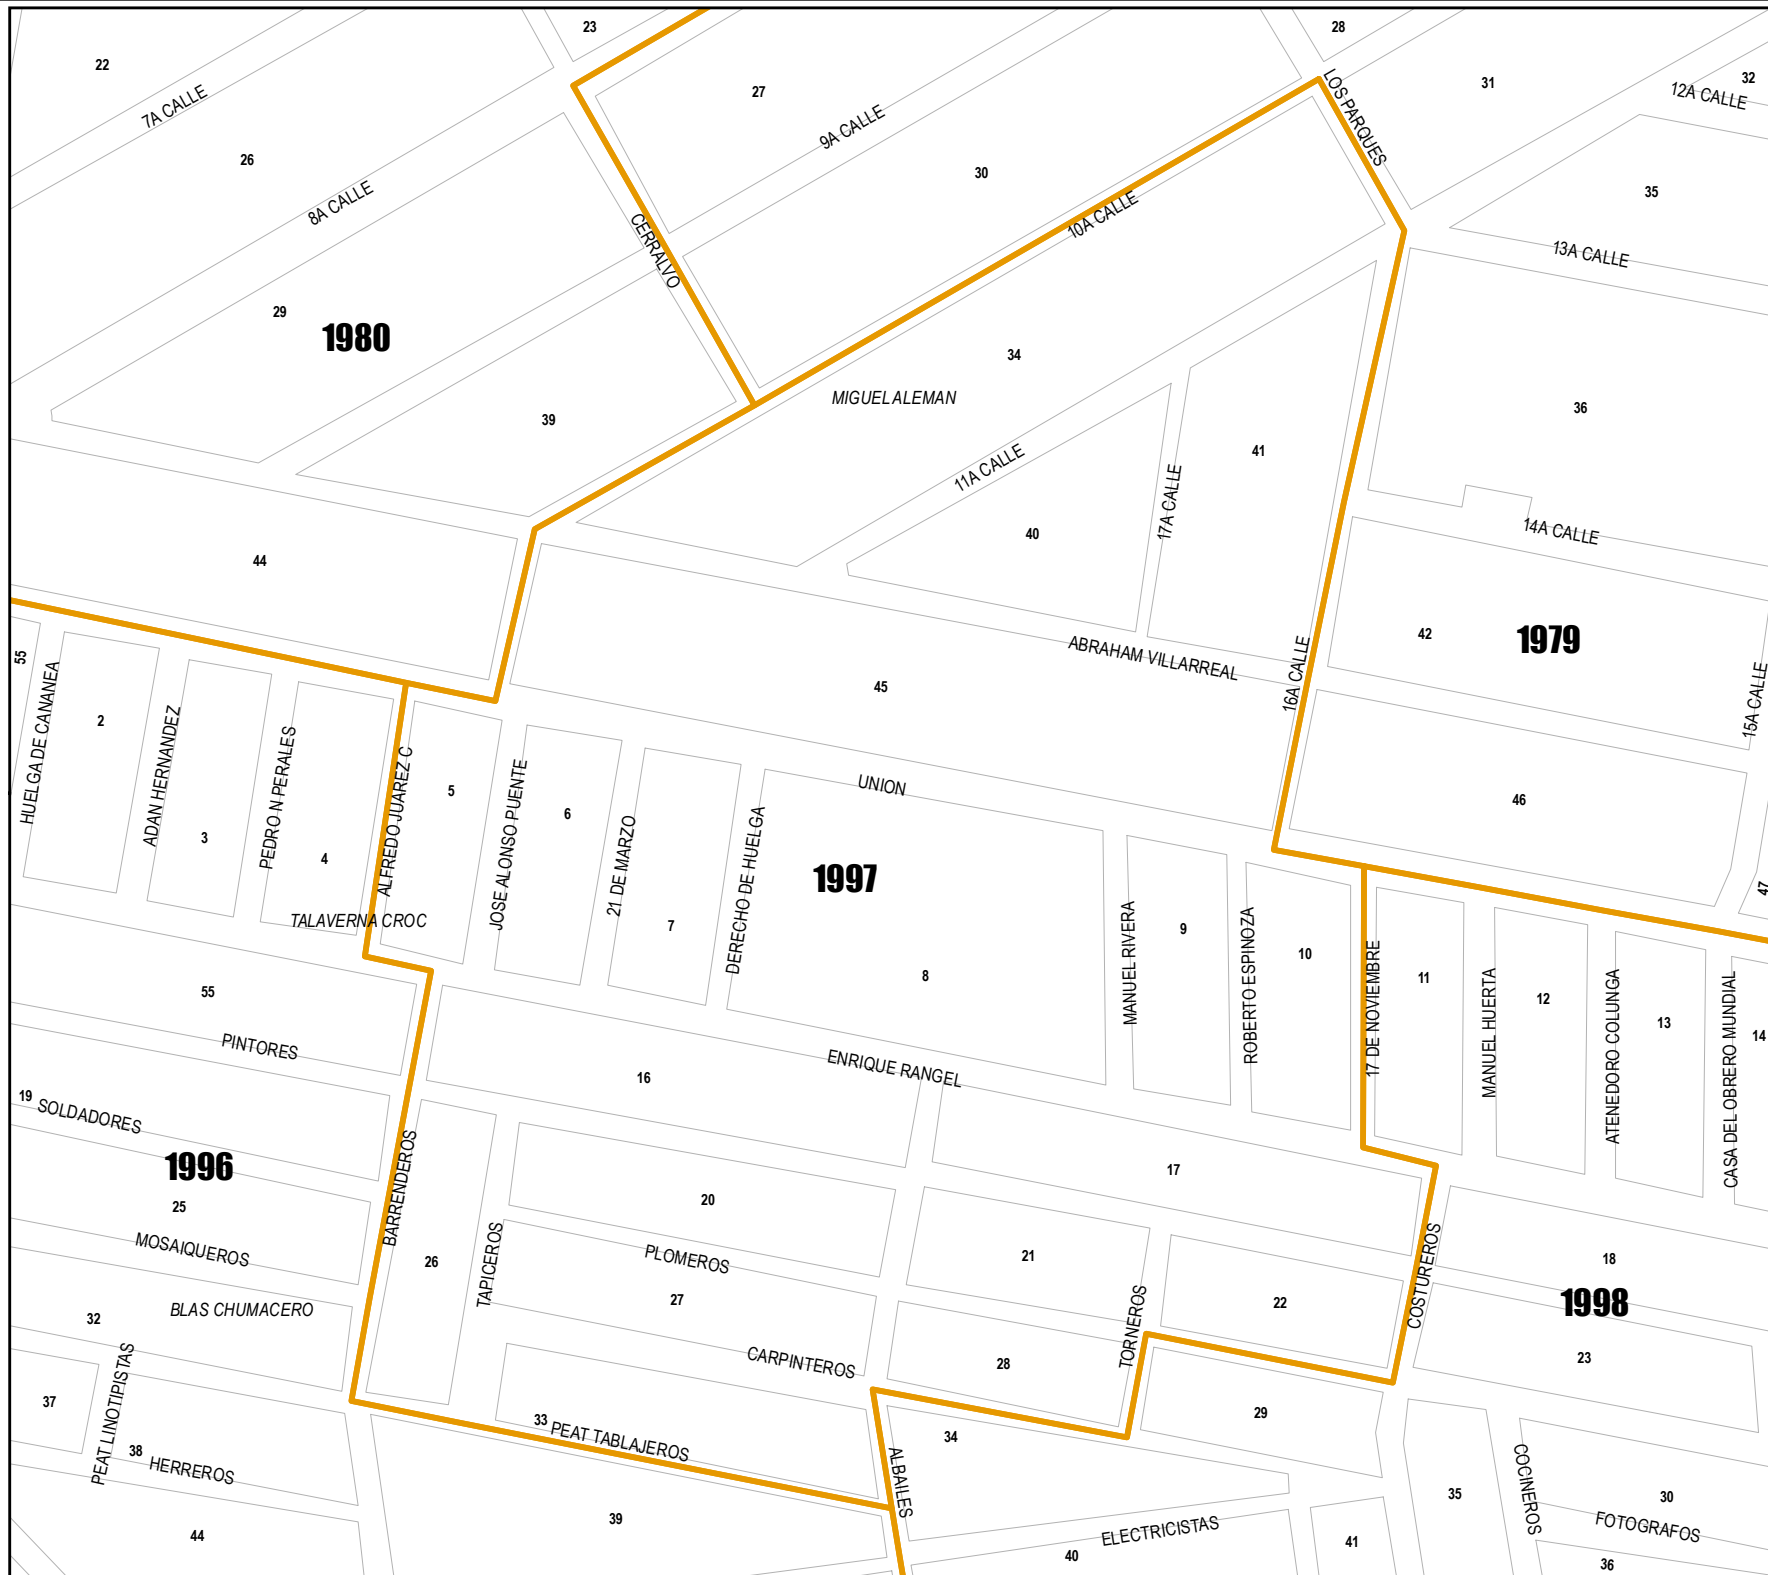 23
28
22
27
31
32
12A CALLE
7A CALLE
9A CALLE
LOS PARQUES
26
30
35
8A CALLE
10A CALLE
CERRALVO
13A CALLE
29
1980
34
MIGUEL ALEMAN
36
39
41
11A CALLE
17A CALLE
40
14A CALLE
44
42
1979
55
ABRAHAM VILLARREAL
16A CALLE
15A CALLE
45
HUELGA DE CANANEA
2
ADAN HERNANDEZ
PEDRO N PERALES
ALFREDO JUAREZ C
5
JOSE ALONSO PUENTE
6
21 DE MARZO
DERECHO DE HUELGA
UNION
46
3
4
1997
47
TALAVERNA CROC
7
8
MANUEL RIVERA
9
ROBERTO ESPINOZA
10
17 DE NOVIEMBRE
11
MANUEL HUERTA
12
ATENEDORO COLUNGA
13
CASA DEL OBRERO MUNDIAL
14
55
PINTORES
16
ENRIQUE RANGEL
19
SOLDADORES
1996
BARRENDEROS
17
25
20
MOSAIQUEROS
26
TAPICEROS
PLOMEROS
21
COSTUREROS
18
BLAS CHUMACERO
32
27
TORNEROS
22
1998
PEAT LINOTIPISTAS
CARPINTEROS
28
23
37
33
PEAT TABLAJEROS
29
34
38
HERREROS
ALBAILES
35
COCINEROS
30
44
39
ELECTRICISTAS
FOTOGRAFOS
40
41
36